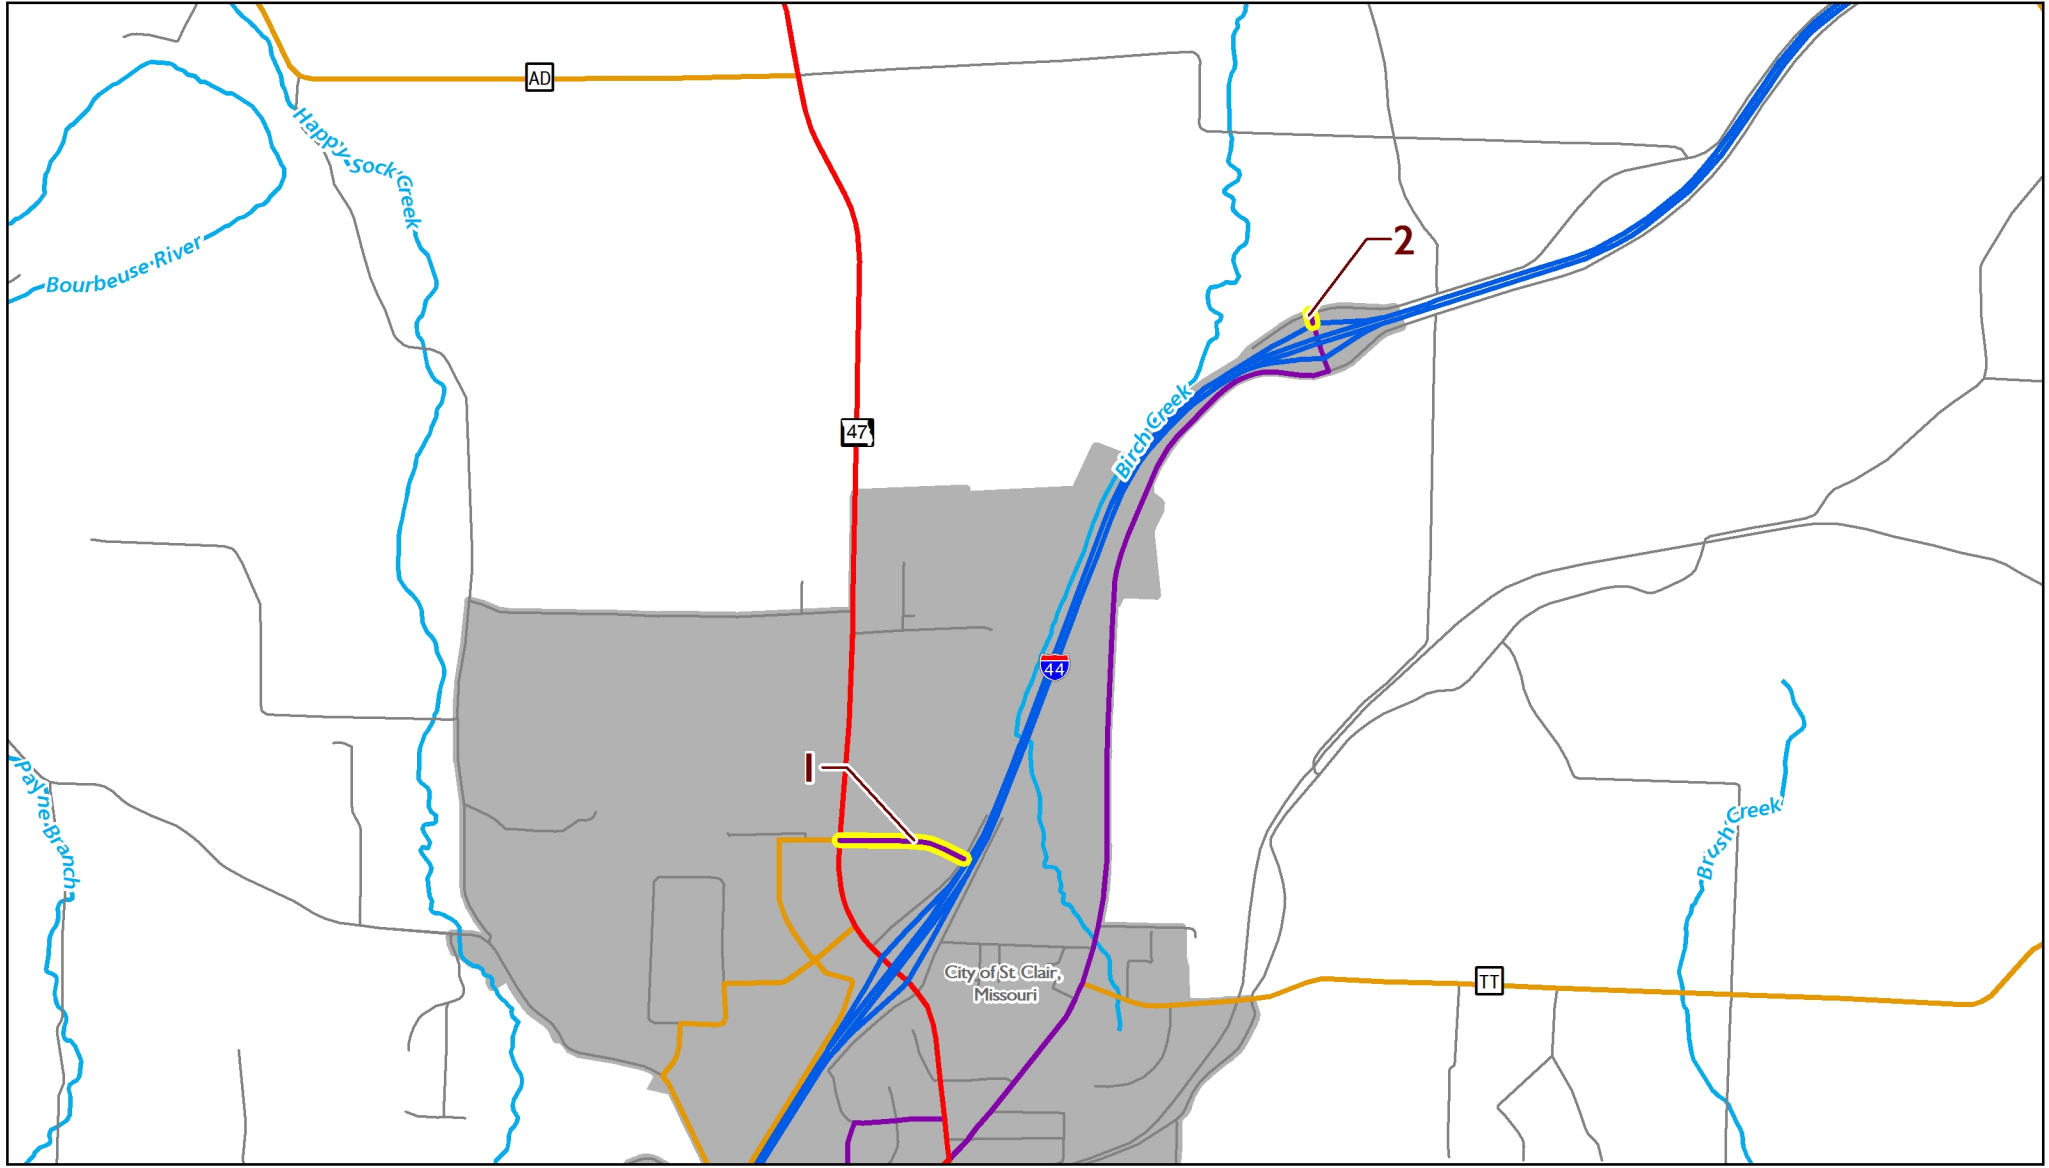 AD
Happy Sock Creek
Bourbeuse River
2
Birch Creek
47
44
1
Payne Branch
Brush Creek
City of St. Clair,
Missouri
TT